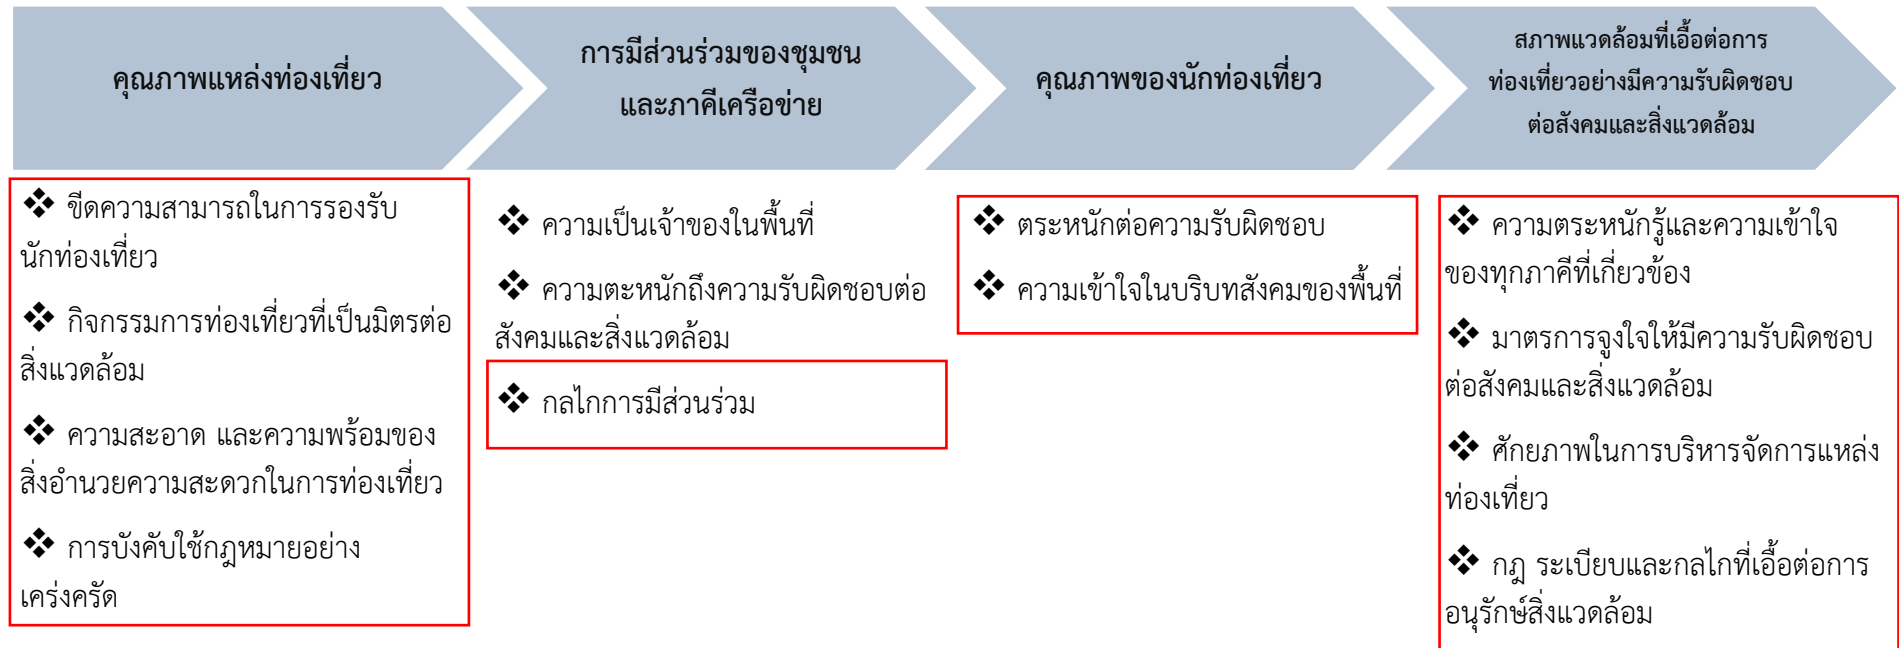 คุณภาพแหล่งท่องเที่ยว
การมีส่วนร่วมของชุมชน
และภาคีเครือข่าย
คุณภาพของนักท่องเที่ยว
สภาพแวดล้อมที่เอื้อต่อการ
ท่องเที่ยวอย่างมีความรับผิดชอบ
ต่อสังคมและสิ่งแวดล้อม
❖ ขีดความสามารถในการรองรับ
นักท่องเที่ยว
❖ กิจกรรมการท่องเที่ยวที่เป็นมิตรต่อ
สิ่งแวดล้อม
❖ ความสะอาด และความพร้อมของ
สิ่งอำนวยความสะดวกในการท่องเที่ยว
❖ การบังคับใช้กฎหมายอย่าง
เคร่งครัด
❖ ความเป็นเจ้าของในพื้นที่
❖ ความตะหนักถึงความรับผิดชอบต่อ
สังคมและสิ่งแวดล้อม
❖ กลไกการมีส่วนร่วม
❖ ตระหนักต่อความรับผิดชอบ
❖ ความเข้าใจในบริบทสังคมของพื้นที่
❖ ความตระหนักรู้และความเข้าใจ
ของทุกภาคีที่เกี่ยวข้อง
❖ มาตรการจูงใจให้มีความรับผิดชอบ
ต่อสังคมและสิ่งแวดล้อม
❖ ศักยภาพในการบริหารจัดการแหล่ง
ท่องเที่ยว
❖ กฎ ระเบียบและกลไกที่เอื้อต่อการ
อนุรักษ์สิ่งแวดล้อม